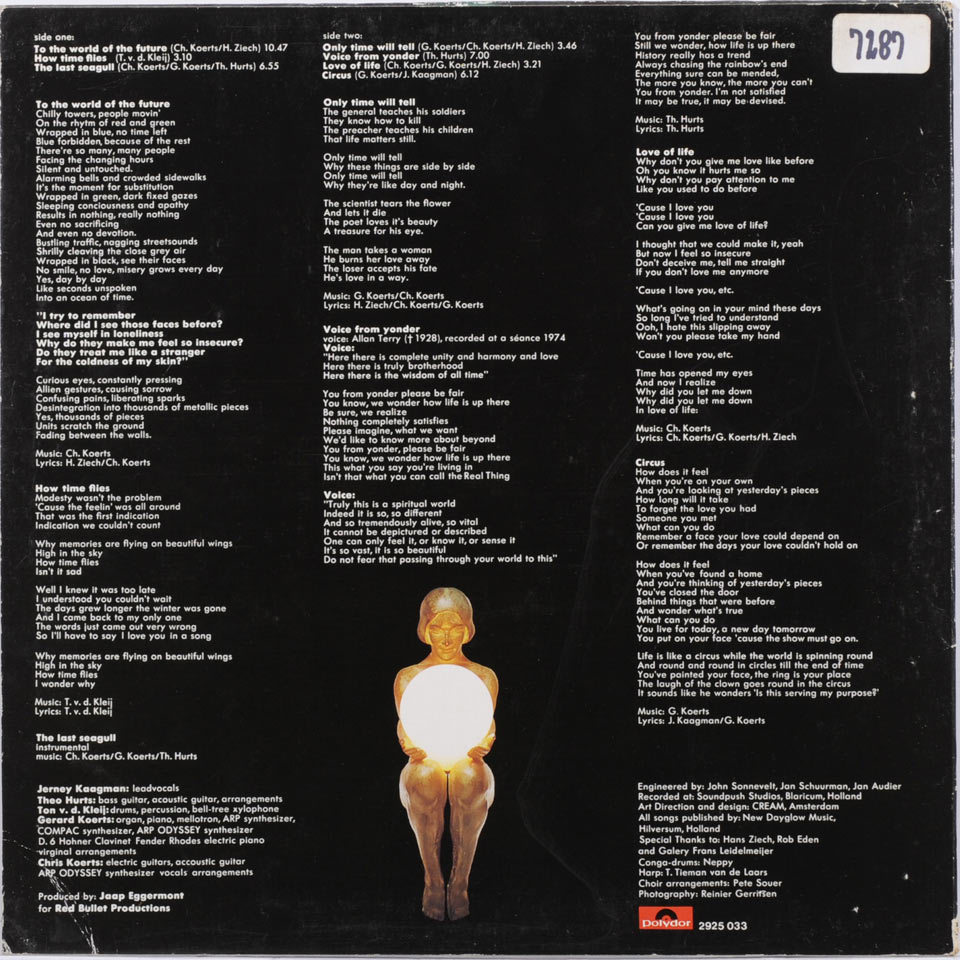 side one:
To the world of the future (Ch. Koerts/H. Ziech) 10.47
How time flies (T. v. d. Kleij) 3.10
The last seagull (Ch. Koerts/G. Koerts/Th. Hurts) 6.55
To the world of the future
Chilly towers, people movin'
On the rhytm of red and green
Wrapped in blue, no time left
Blue forbidden, because of the rest
There're so many, many people
Facing the changing hours
Silent and untouched.
Alarming bells and crowded sidewalks
It's the moment for substitution
Wrapped in green, dark fixed gazes
Sleeping conciousness and apathy
Results in nothing, really nothing
Even no sacrificing
And even no devotion.
Bustling traffic, nagging streetsounds
Shrilly cleaving the close grey air
Wrapped in black, see their faces
No smile, no love, misery grows every day
Yes, day by day
Like seconds unspoken
Into an ocean of time.
"I try to remember
Where did I see those faces before?
I see myself in loneliness
Why do they make me feel so insecure?
Do they treat me like a stranger
For the coldness of my skin?"
Curious eyes, constantly pressing
Allien gestures, causing sorrow
Confusing pains, liberating sparks
Desintegration into thousands of metallic pieces
Yes, thousands of pieces
Units scratch the ground
Fading between the walls.
Music: Ch. Koerts
Lyrics: H. Ziech/Ch. Koerts
How time flies
Modesty wasn't the problem
'Cause the feelin' was all around
That was the first indication
Indication we couldn't count
Why memories are flying on beautiful wings
High in the sky
How time flies
Isn't it sad
Well I knew it was too late
I understood you couldn't wait
The days grew longer the winter was gone
And I came back to my only one
The words just came out very wrong
So I'll have to say I love you in a song
Why memories are flying on beautiful wings
High in the sky
How time flies
I wonder why
Music: T. v. d. Kleij
Lyrics: T. v. d. Kleij
The last seagull
instrumental
music: Ch. Koerts/G. Koerts/Th. Hurts
Jerney Kaagman: leadvocals
Theo Hurts: bass guitar, acoustic guitar, arrangements
Ton v. d. Kleij: drums, percussion, bell-tree xylophone
Gerard Koerts: organ, piano, mellotron, ARP synthesizer,
COMPAC synthesizer, ARP ODYSSEY synthesizer
D. 6 Hohner Clavinet Fender Rhodes electric piano
virginal arrangements
Chris Koerts: electric guitars, accoustic guitar
ARP ODYSSEY synthesizer vocals arrangements
Produced by: Jaap Eggermont
for Red Bullet Productions
side two:
Only time will tell (G. Koerts/Ch. Koerts/H. Ziech) 3.46
Voice from yonder (Th. Hurts) 7.00
Love of life (Ch. Koerts/G. Koerts/H. Ziech) 3.21
Circus (G. Koerts/J. Kaagman) 6.12
Only time will tell
The general teaches his soldiers
They know how to kill
The preacher teaches his children
That life matters still.
Only time will tell
Why these things are side by side
Only time will tell
Why they're like day and night.
The scientist tears the flower
And lets it die
The poet loves it's beauty
A treasure for his eye.
The man takes a woman
He burns her love away
The loser accepts his fate
He's love in a way.
Music: G. Koerts/Ch. Koerts
Lyrics: H. Ziech/Ch. Koerts/G. Koerts
Voice from yonder
voice: Allan Terry († 1928), recorded at a séance 1974
Voice:
"Here there is complete unity and harmony and love
Here there is truly brotherhood
Here there is the wisdom of all time"
You from yonder please be fair
You know, we wonder how life is up there
Be sure, we realize
Nothing completely satisfies
Please imagine, what we want
We'd like to know more about beyond
You from yonder, please be fair
You know, we wonder how life is up there
This what you say you're living in
Isn't that what you can call the Real Thing
Voice:
"Truly this is a spiritual world
Indeed it is so, so different
And so tremendously alive, so vital
It cannot be depictured or described
One can only feel it, or know it, or sense it
It's so vast, it is so beautiful
Do not fear that passing through your world to this"
You from yonder please be fair
Still we wonder, how life is up there
History really has a trend
Always chasing the rainbow's end
Everything sure can be mended,
The more you know, the more you can't
You from yonder. I'm not satisfied
It may be true, it may be devised.
Music: Th. Hurts
Lyrics: Th. Hurts
Love of life
Why don't you give me love like before
Oh you know it hurts me so
Why don't you pay attention to me
Like you used to do before
'Cause I love you
'Cause I love you
Can you give me love of life?
I thought that we could make it, yeah
But now I feel so insecure
Don't deceive me, tell me straight
If you don't love me anymore
'Cause I love you, etc.
What's going on in your mind these days
So long I've tried to understand
Ooh, I hate this slipping away
Won't you please take my hand
'Cause I love you, etc.
Time has opened my eyes
And now I realize
Why did you let me down
Why did you let me down
In love of life:
Music: Ch. Koerts
Lyrics: Ch. Koerts/G. Koerts/H. Ziech
Circus
How does it feel
When you're on your own
And you're looking at yesterday's pieces
How long will it take
To forget the love you had
Someone you met
What can you do
Remember a face your love could depend on
Or remember the days your love couldn't hold on
How does it feel
When you've found a home
And you're thinking of yesterday's pieces
You've closed the door
Behind things that were before
And wonder what's true
What can you do
You live for today, a new day tomorrow
You put on your face 'cause the show must go on.
Life is like a circus while the world is spinning round
And round and round in circles till the end of time
You've painted your face, the ring is your place
The laugh of the clown goes round in the circus
It sounds like he wonders 'Is this serving my purpose?'
Music: G. Koerts
Lyrics: J. Kaagman/G. Koerts
Engineered by: John Sonnevelt, Jan Schuurman, Jan Audier
Recorded at: Soundpush Studios, Blaricum, Holland
Art Direction and design: CREAM, Amsterdam
All songs published by: New Dayglow Music,
Hilversum, Holland
Special Thanks to: Hans Ziech, Rob Eden
and Galery Frans Leidelmeijer
Conga-drums: Neppy
Harp: T. Tieman van de Laars
Choir arrangements: Pete Souer
Photography: Reinier Gerritsen
Polydor 2925 033
7187